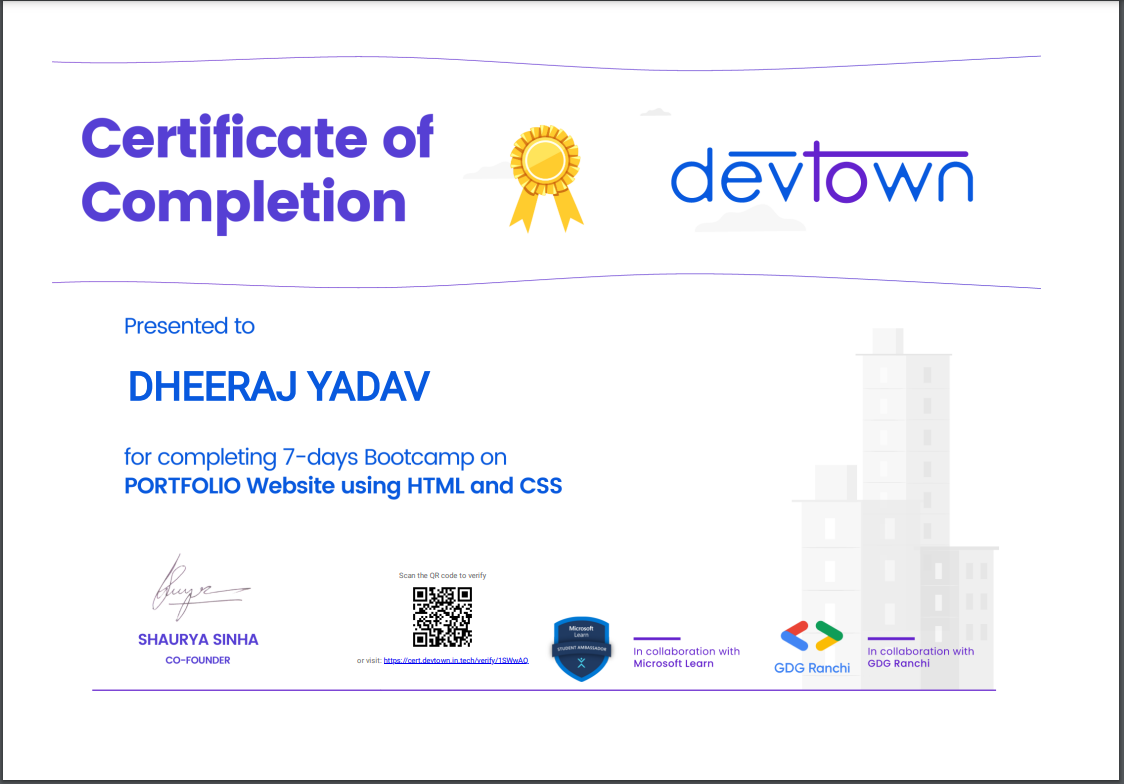 Certificate of
Completion
devtown
Presented to
DHEERAJ YADAV
for completing 7-days Bootcamp on
PORTFOLIO Website using HTML and CSS
SHAURYA SINHA
CO-FOUNDER
Scan the QR code to verify
or visit: https://cert.devtown.in.tech/verify/1SWwAO
Microsoft
Learn
STUDENT AMBASSADOR
In collaboration with
Microsoft Learn
GDG Ranchi
In collaboration with
GDG Ranchi